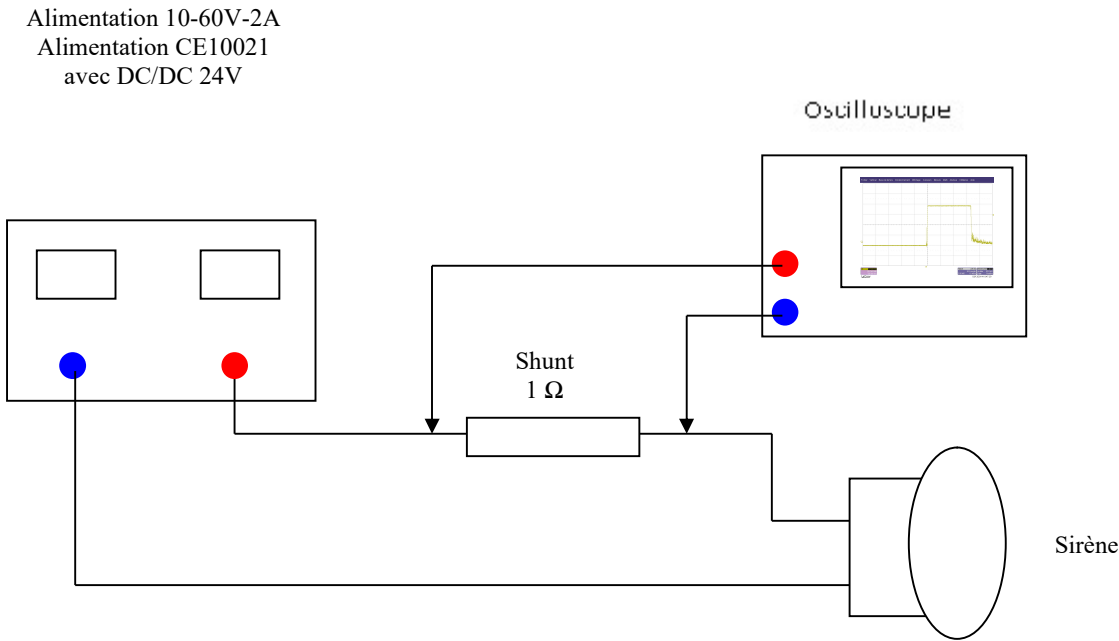 Alimentation 10-60V-2A
Alimentation CE10021
avec DC/DC 24V
Oscilloscope
Shunt
1 Ω
Sirène